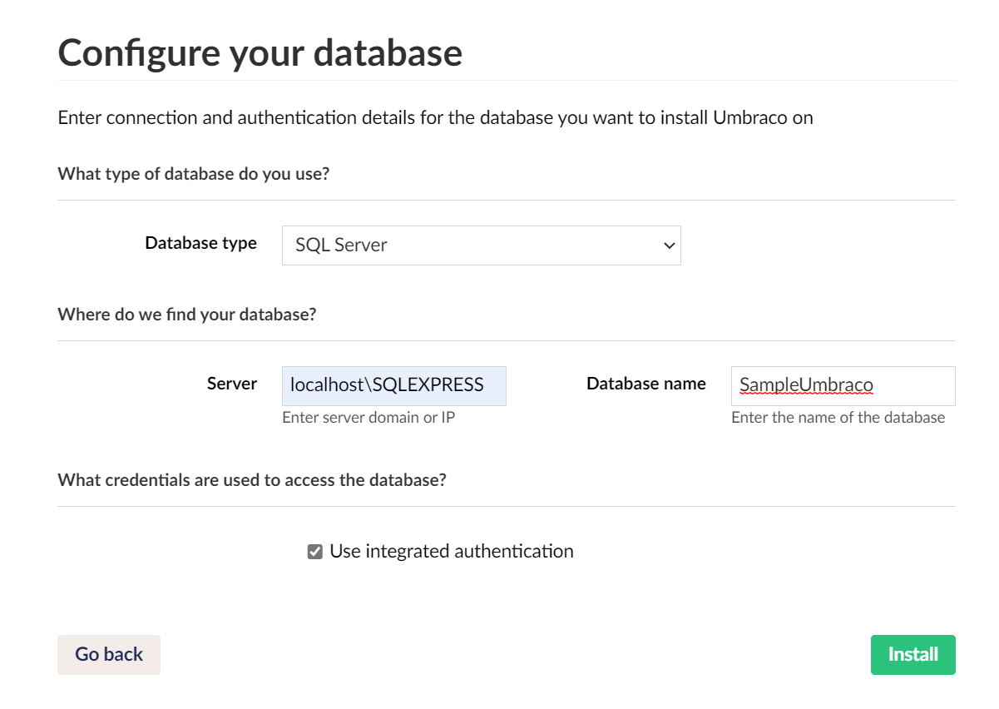 Configure your database
Enter connection and authentication details for the database you want to install Umbraco on
What type of database do you use?
Database type
SQL Server
Where do we find your database?
Server
localhost\SQLEXPRESS
Enter server domain or IP
Database name
SampleUmbraco
Enter the name of the database
What credentials are used to access the database?
Use integrated authentication
Go back
Install